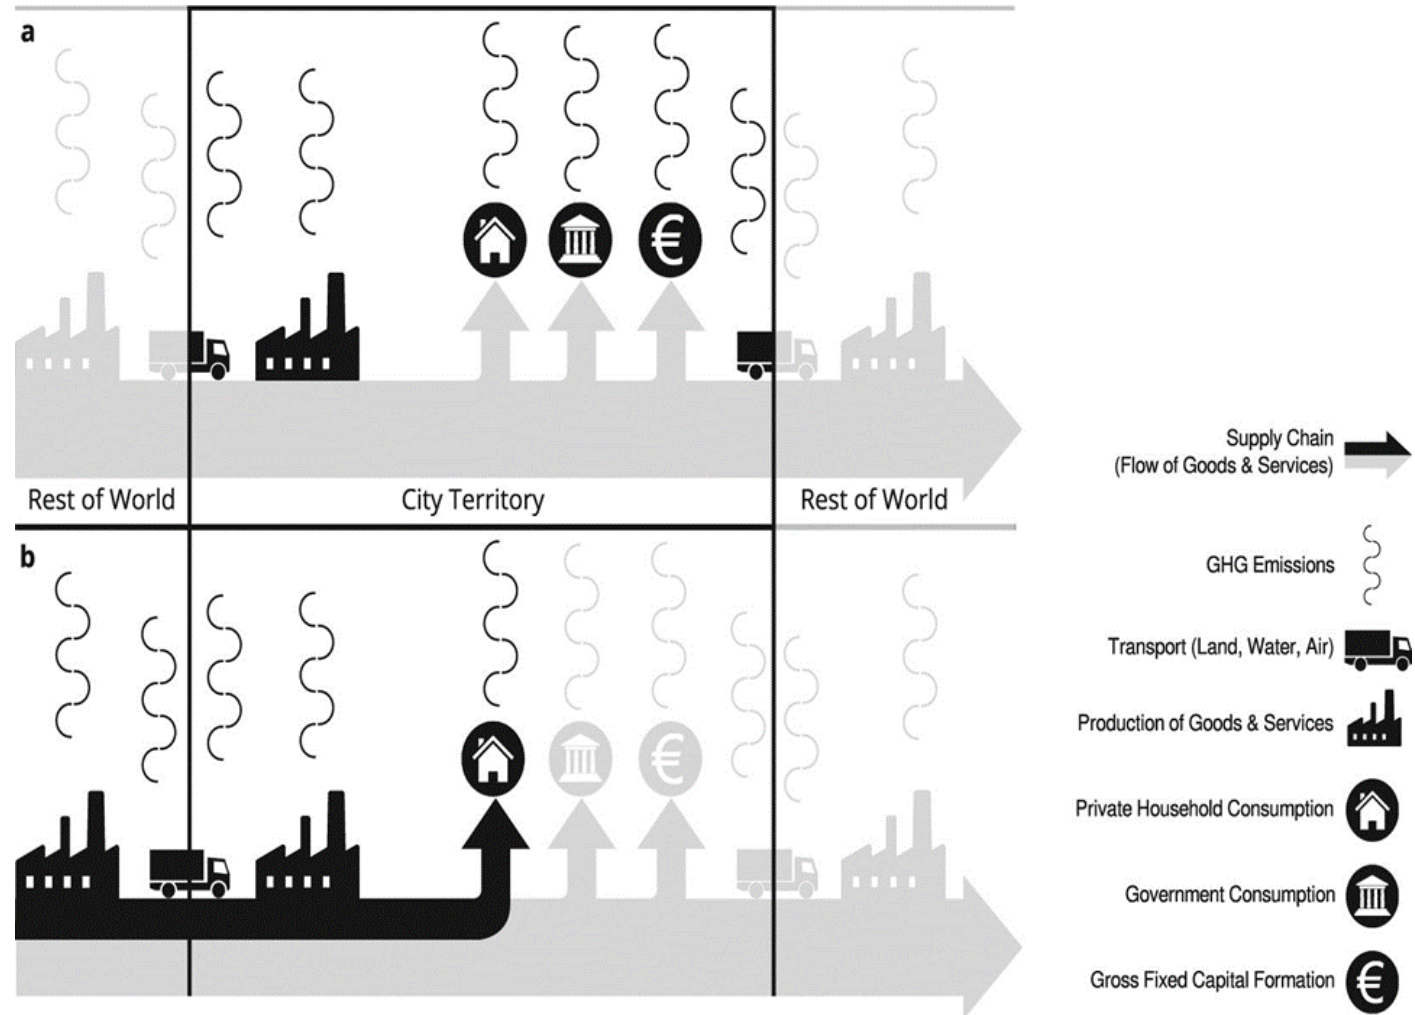 a
Rest of World
City Territory
Rest of World
b
€
€
Supply Chain
(Flow of Goods & Services)
GHG Emissions
Transport (Land, Water, Air)
Production of Goods & Services
Private Household Consumption
Government Consumption
Gross Fixed Capital Formation
€